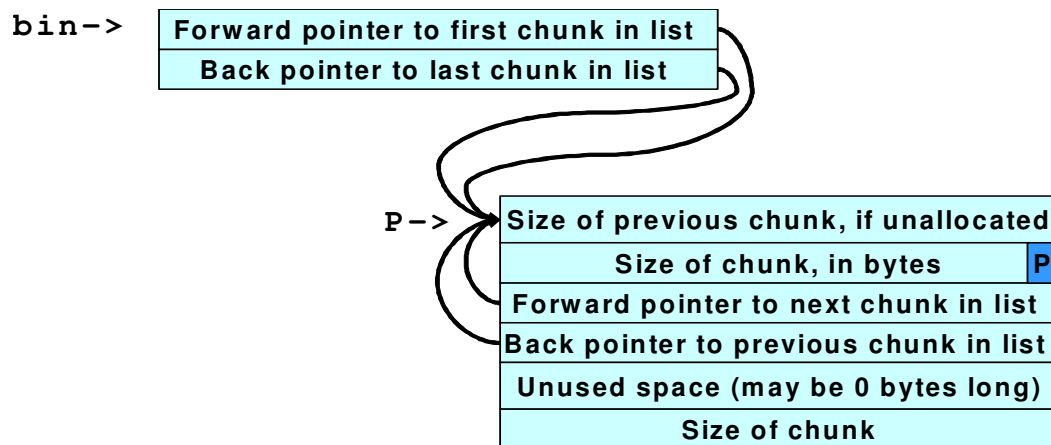 bin->
Forward pointer to first chunk in list
Back pointer to last chunk in list
P->
Size of previous chunk, if unallocated
Size of chunk, in bytes P
Forward pointer to next chunk in list
Back pointer to previous chunk in list
Unused space (may be 0 bytes long)
Size of chunk